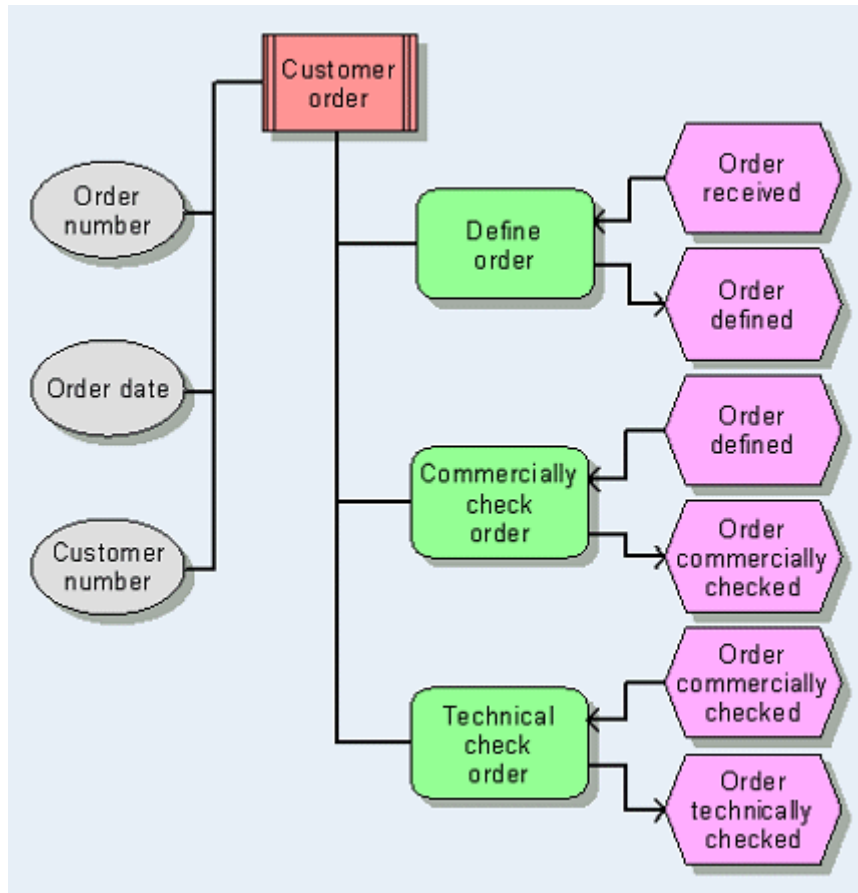 Customer
order
Order
number
Order date
Customer
number
Define
order
Order
received
Order
defined
Commercially
check
order
Order
defined
Order
commercially
checked
Technical
check
order
Order
commercially
checked
Order
technically
checked